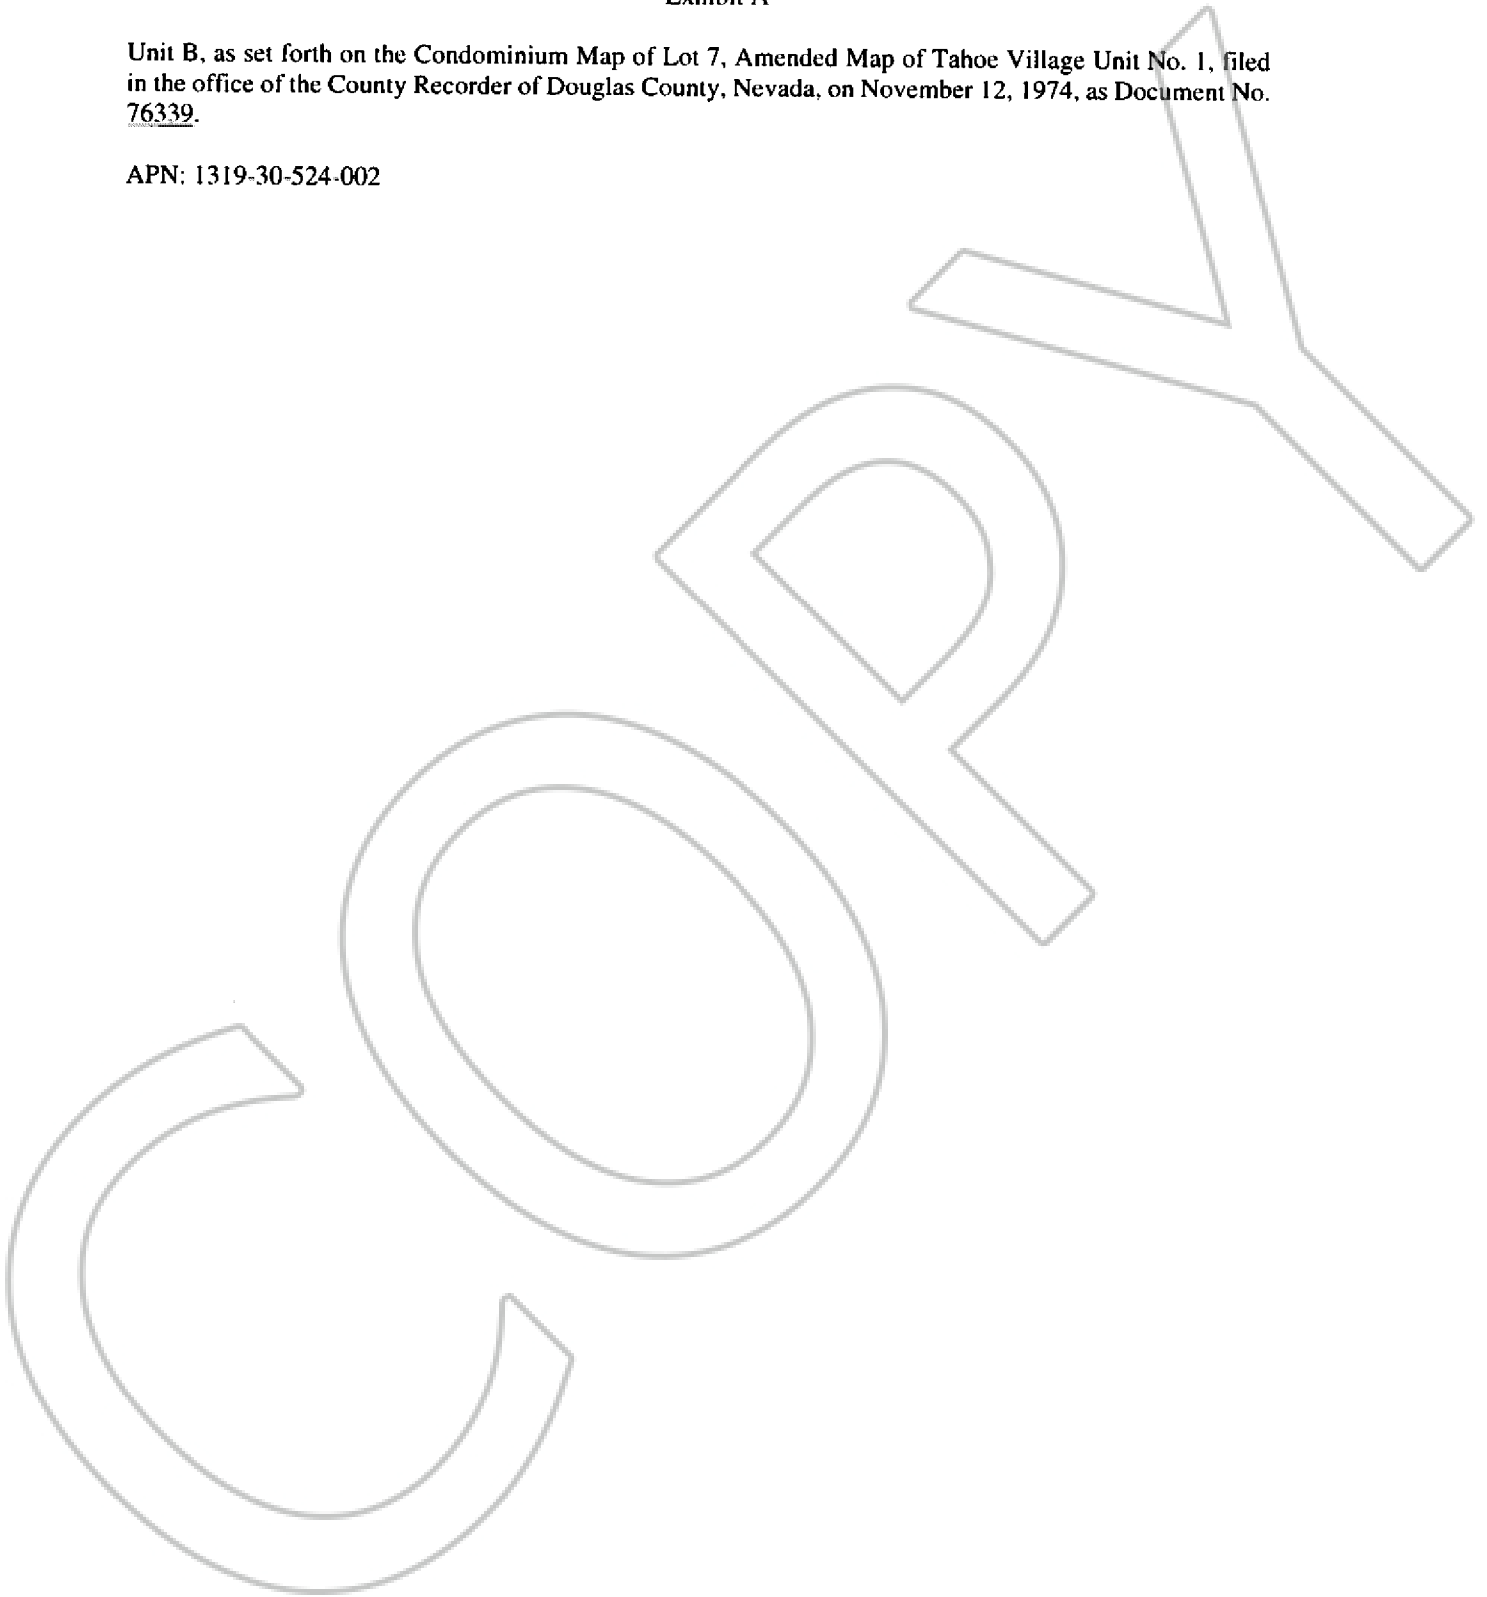 Exhibit A
Unit B, as set forth on the Condominium Map of Lot 7, Amended Map of Tahoe Village Unit No. 1, filed
in the office of the County Recorder of Douglas County, Nevada, on November 12, 1974, as Document No.
76339.
APN: 1319-30-524-002
COPY